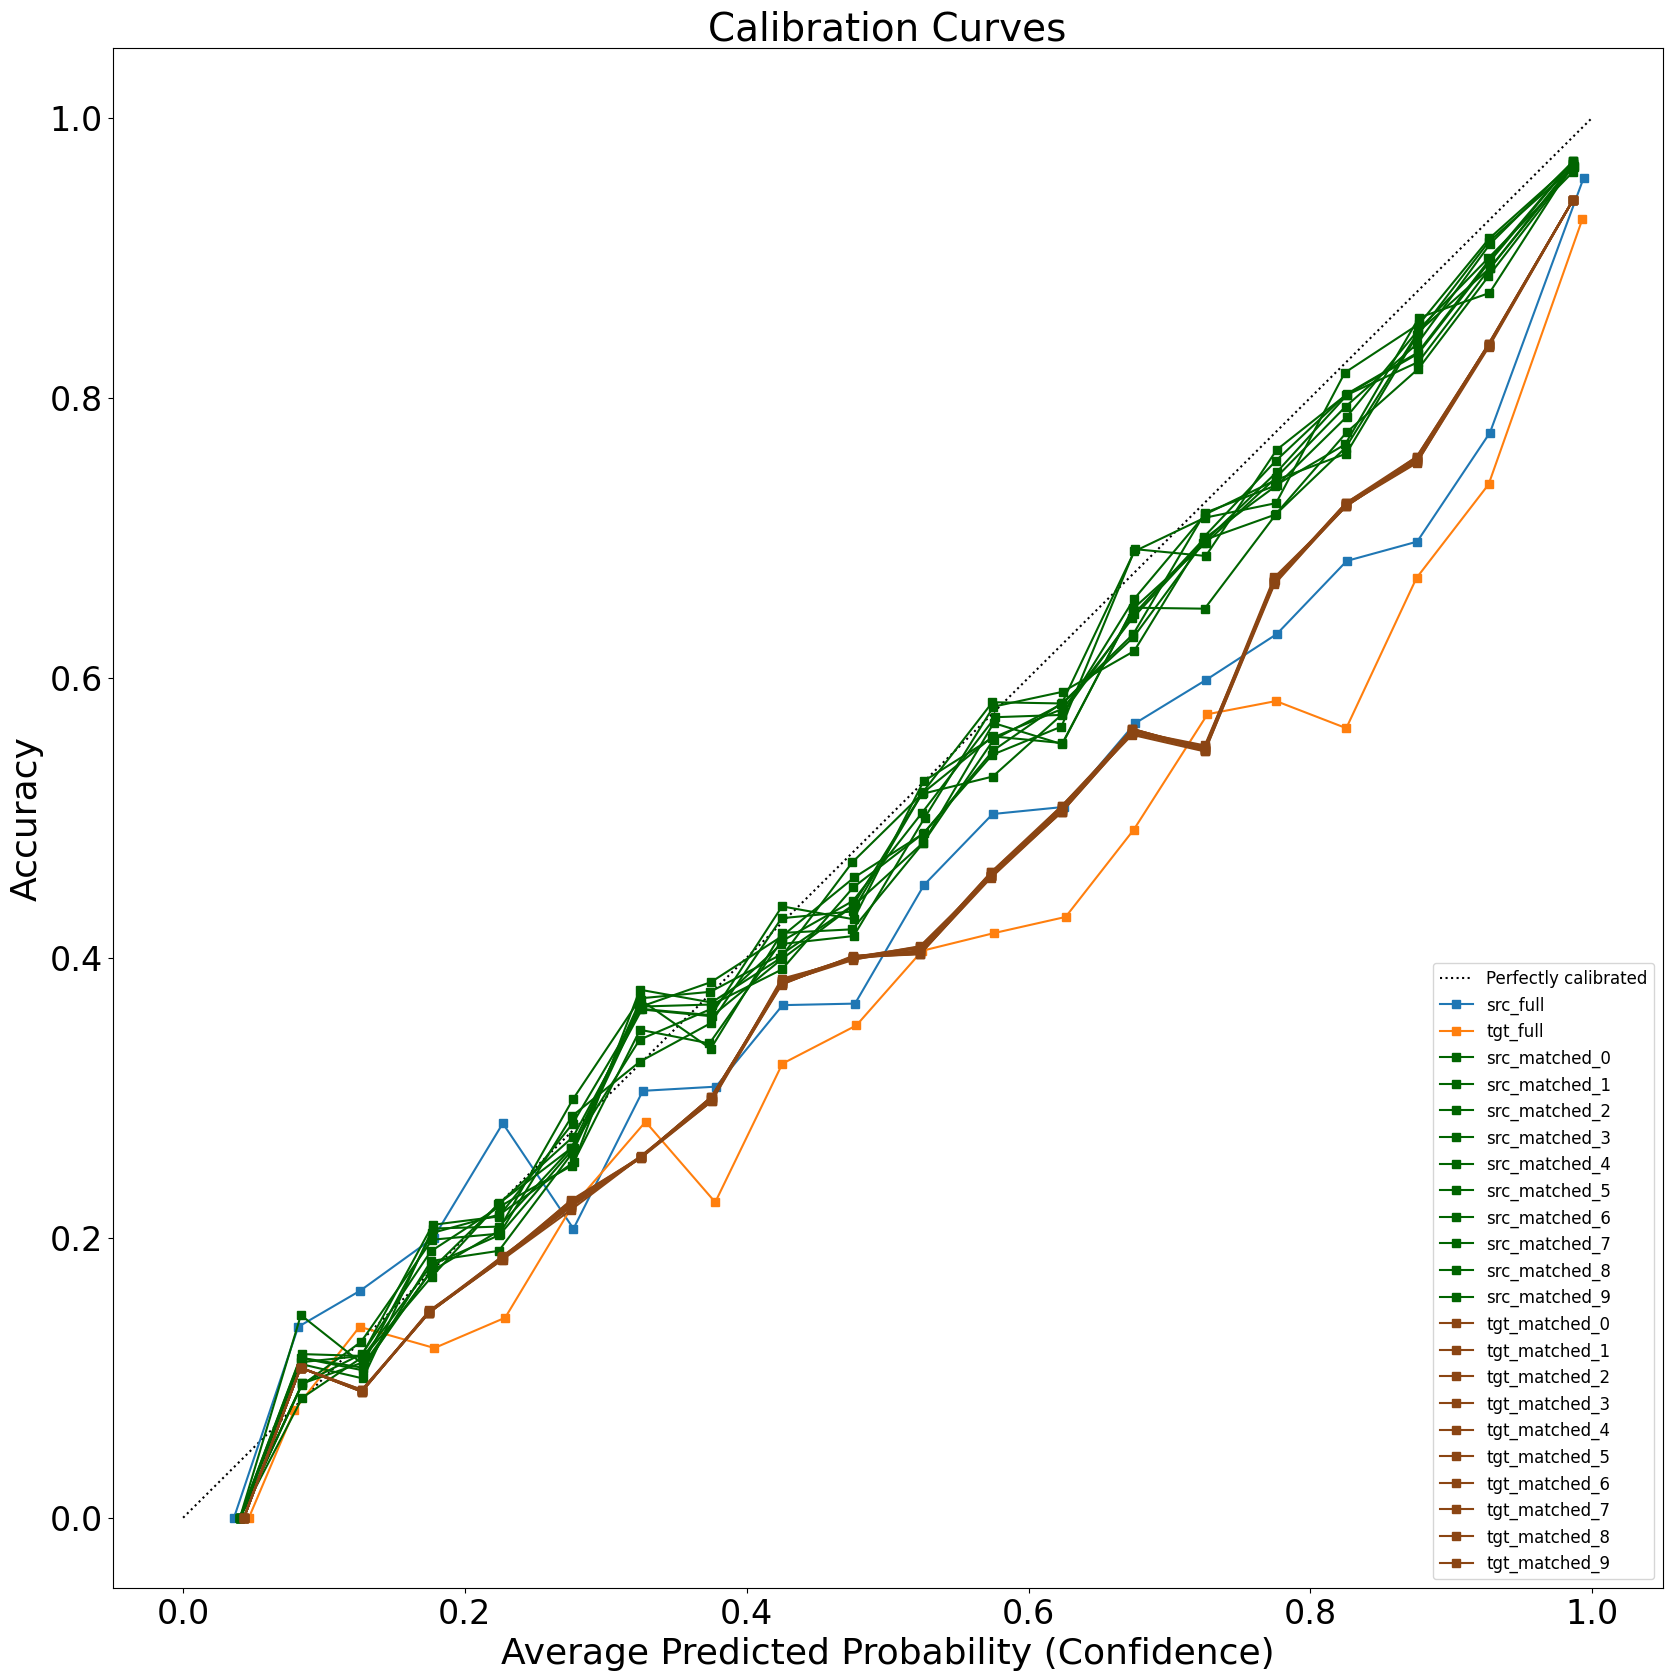 Calibration Curves
1.0
0.8
0.6
0.4
0.2
0.0
Accuracy
0.0 0.2 0.4 0.6 0.8 1.0
Average Predicted Probability (Confidence)
Perfectly calibrated
src_full
tgt_full
src_matched_0
src_matched_1
src_matched_2
src_matched_3
src_matched_4
src_matched_5
src_matched_6
src_matched_7
src_matched_8
src_matched_9
tgt_matched_0
tgt_matched_1
tgt_matched_2
tgt_matched_3
tgt_matched_4
tgt_matched_5
tgt_matched_6
tgt_matched_7
tgt_matched_8
tgt_matched_9